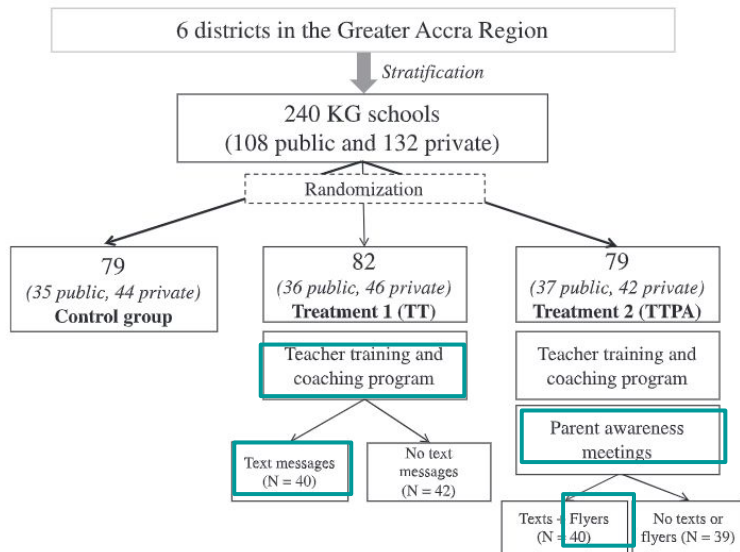 6 districts in the Greater Accra Region
Stratification
240 KG schools
(108 public and 132 private)
Randomization
79
(35 public, 44 private)
Control group
82
(36 public, 46 private)
Treatment 1 (TT)
79
(37 public, 42 private)
Treatment 2 (TTPA)
Teacher training and
coaching program
Teacher training and
coaching program
Parent awareness
meetings
Text messages
(N = 40)
No text
messages
(N = 42)
Texts + Flyers
(N = 40)
No texts or
flyers (N = 39)